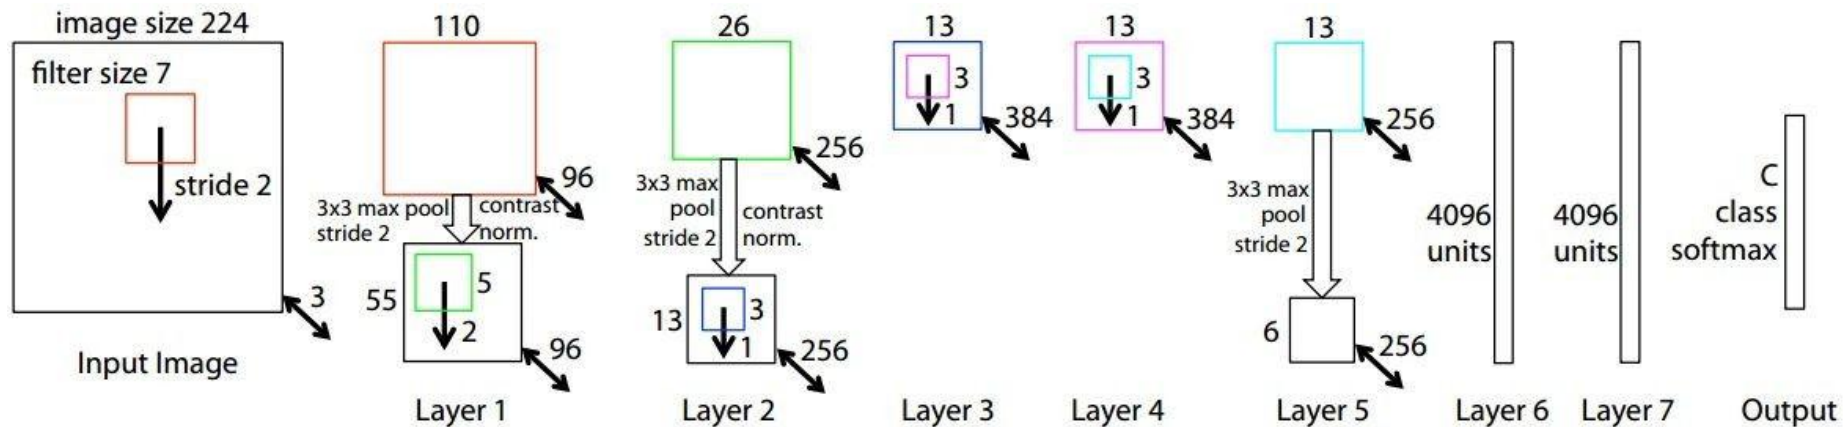 image size 224
filter size 7
stride 2
3
Input Image
110
96
3x3 max pool
stride 2
contrast
norm.
55
5
2
96
Layer 1
26
256
3x3 max
pool
stride 2
contrast
norm.
13
3
1
256
Layer 2
13
3
1
384
Layer 3
13
3
1
384
Layer 4
13
256
3x3 max
pool
stride 2
6
256
Layer 5
4096
units
Layer 6
4096
units
Layer 7
C
class
softmax
Output